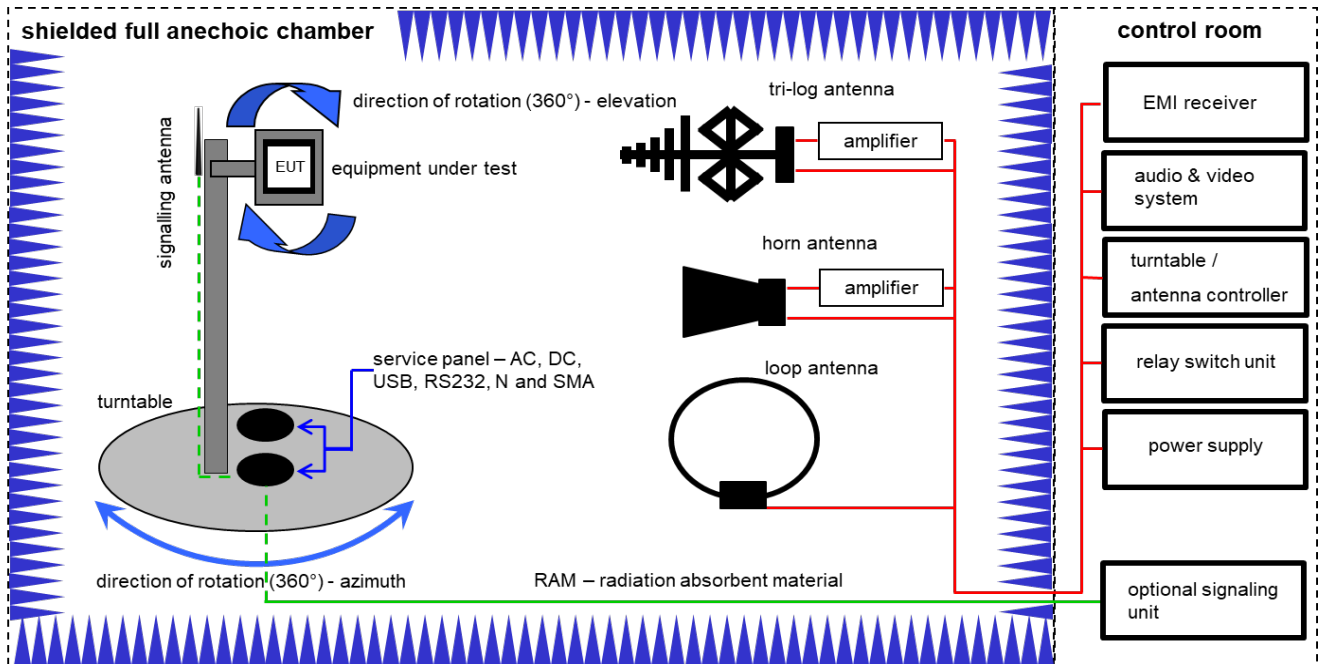 shielded full anechoic chamber
control room
direction of rotation (360°) - elevation
signalling antenna
EUT
equipment under test
tri-log antenna
amplifier
horn antenna
amplifier
loop antenna
service panel – AC, DC,
USB, RS232, N and SMA
turntable
direction of rotation (360°) - azimuth
RAM – radiation absorbent material
EMI receiver
audio & video
system
turntable /
antenna controller
relay switch unit
power supply
optional signaling
unit